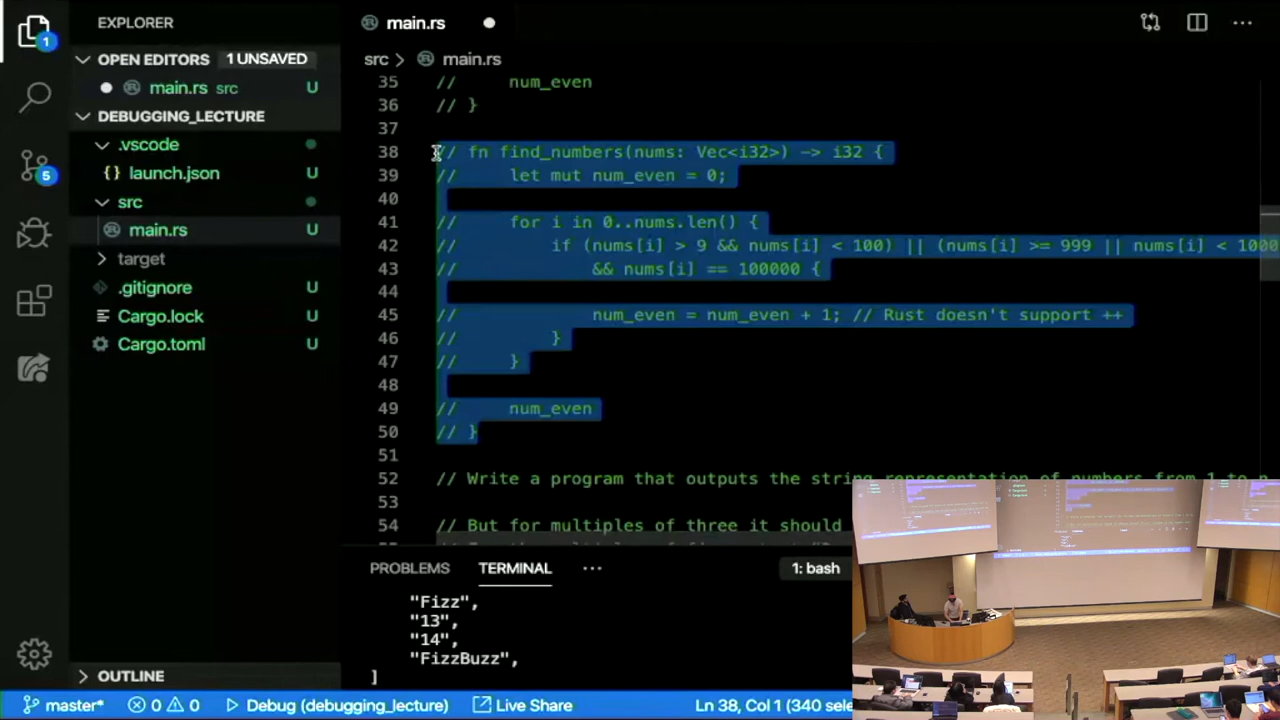 EXPLORER
main.rs
1
OPEN EDITORS 1 UNSAVED
src > main.rs
main.rs src U
35 // num_even
36 // }
DEBUGGING_LECTURE
37
.vscode
38 // fn find_numbers(nums: Vec<i32>) -> i32 {
{} launch.json U
39 // let mut num_even = 0;
5
src
40
41 // for i in 0..nums.len() {
main.rs U
42 // if (nums[i] > 9 && nums[i] < 100) || (nums[i] >= 999 || nums[i] < 1000
target
43 // && nums[i] == 100000 {
.gitignore U
44
Cargo.lock U
45 // num_even = num_even + 1; // Rust doesn't support ++
Cargo.toml U
46 // }
47 // }
48
49 // num_even
50 // }
51
52 // Write a program that outputs the string representation of numbers from 1 to n
53
54 // But for multiples of three it should
PROBLEMS TERMINAL ··· 1: bash
"Fizz",
"13",
"14",
"FizzBuzz",
]
OUTLINE
master* 0 0 Debug (debugging_lecture) Live Share Ln 38, Col 1 (340 sele